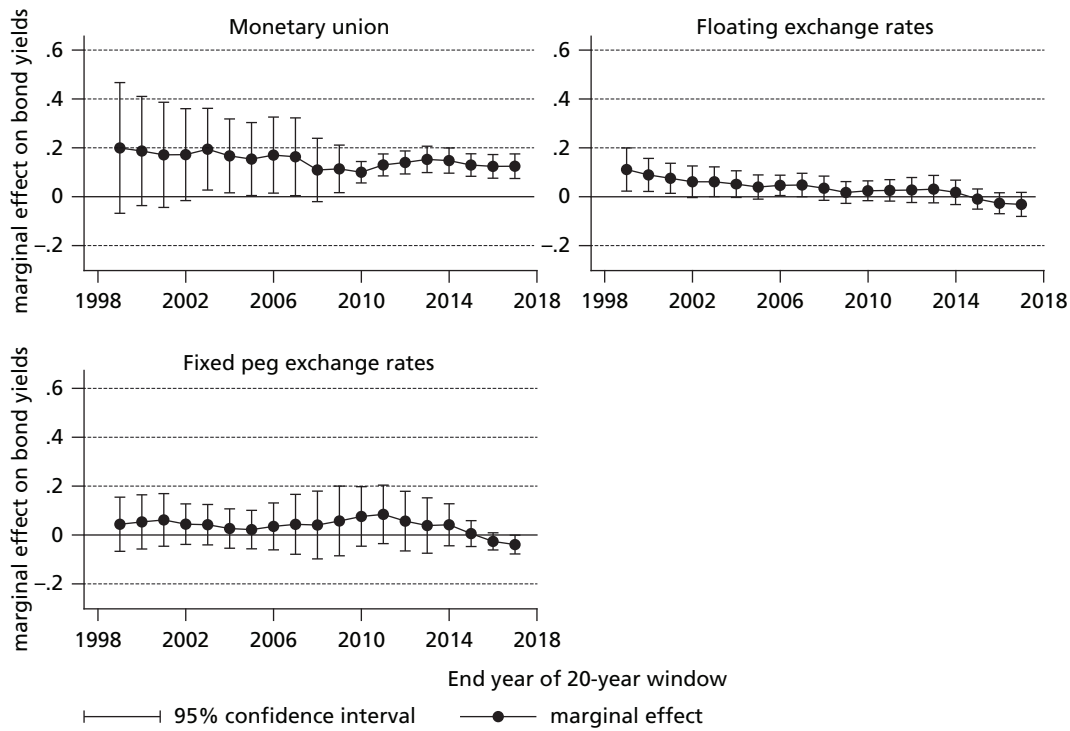 Monetary union
marginal effect on bond yields
.6
.4
.2
0
–.2
1998 2002 2006 2010 2014 2018
Floating exchange rates
.6
.4
.2
0
–.2
1998 2002 2006 2010 2014 2018
Fixed peg exchange rates
marginal effect on bond yields
.6
.4
.2
0
–.2
1998 2002 2006 2010 2014 2018
End year of 20-year window
95% confidence interval marginal effect